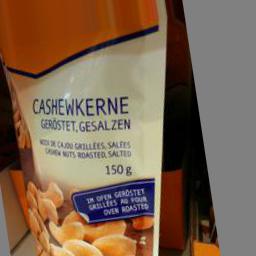 CASHEWKERNE
GERÖSTET, GESALZEN
NOIX DE CAJOU GRILLÉES, SALÉES
CASHEW NUTS ROASTED, SALTED
150 g
IM OFEN GERÖSTET
GRILLÉES AU FOUR
OVEN ROASTED